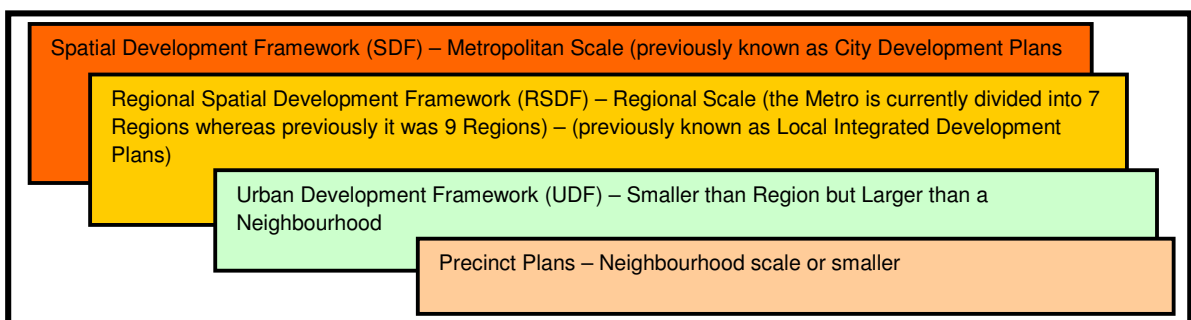 Spatial Development Framework (SDF) – Metropolitan Scale (previously known as City Development Plans
Regional Spatial Development Framework (RSDF) – Regional Scale (the Metro is currently divided into 7
Regions whereas previously it was 9 Regions) – (previously known as Local Integrated Development
Plans)
Urban Development Framework (UDF) – Smaller than Region but Larger than a
Neighbourhood
Precinct Plans – Neighbourhood scale or smaller